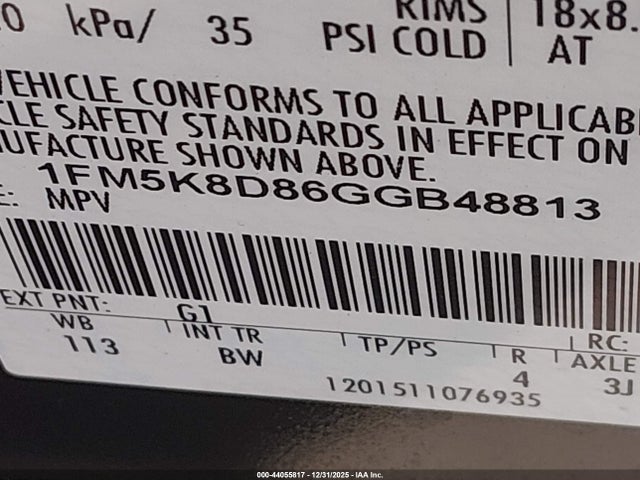 0 kPa/ 35 PSI COLD RIMS 18x8. AT
VEHICLE CONFORMS TO ALL APPLICAB
CLE SAFETY STANDARDS IN EFFECT ON
UFACTURE SHOWN ABOVE.
1FM5K8D86GGB48813
E: MPV
EXT PNT: G1 RC:
WB INT TR TP/PS R AXLE
113 BW 4 3J
1201511076935
000-44055817 - 12/31/2025 - IAA Inc.